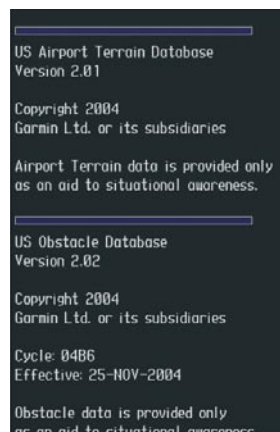 US Airport Terrain Database
Version 2.01
Copyright 2004
Garmin Ltd. or its subsidiaries
Airport Terrain data is provided only
as an aid to situational awareness.
US Obstacle Database
Version 2.02
Copyright 2004
Garmin Ltd. or its subsidiaries
Cycle: 04B6
Effective: 25-NOV-2004
Obstacle data is provided only
as an aid to situational awareness